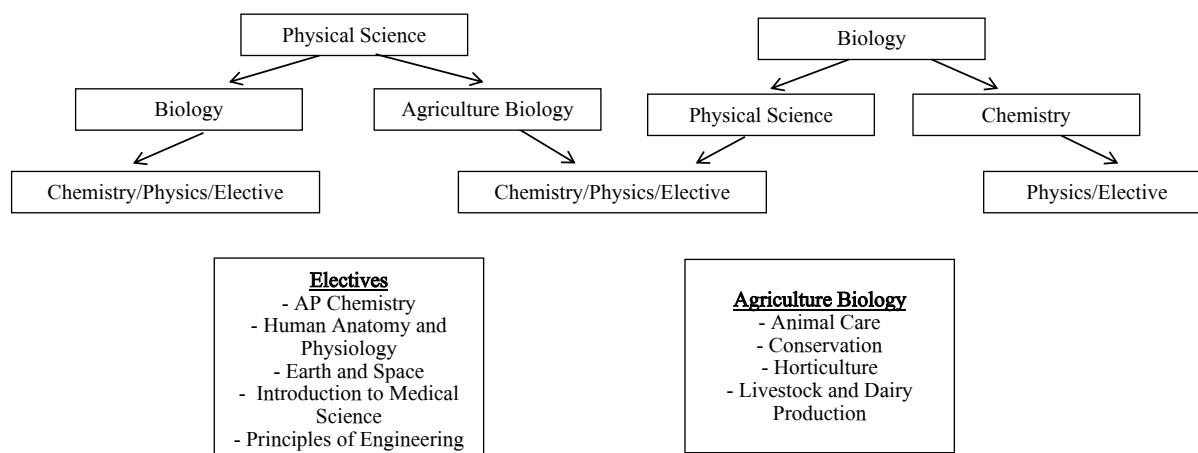 Physical Science
Biology
Biology
Agriculture Biology
Physical Science
Chemistry
Chemistry/Physics/Elective
Chemistry/Physics/Elective
Physics/Elective
Electives
- AP Chemistry
- Human Anatomy and
Physiology
- Earth and Space
- Introduction to Medical
Science
- Principles of Engineering
Agriculture Biology
- Animal Care
- Conservation
- Horticulture
- Livestock and Dairy
Production